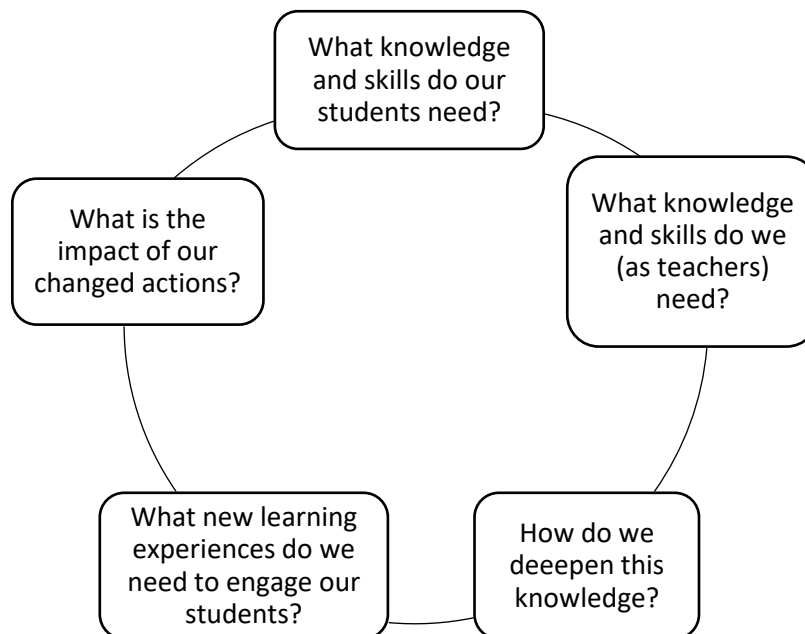 What knowledge
and skills do our
students need?
What knowledge
and skills do we
(as teachers)
need?
How do we
deeepen this
knowledge?
What new learning
experiences do we
need to engage our
students?
What is the
impact of our
changed actions?